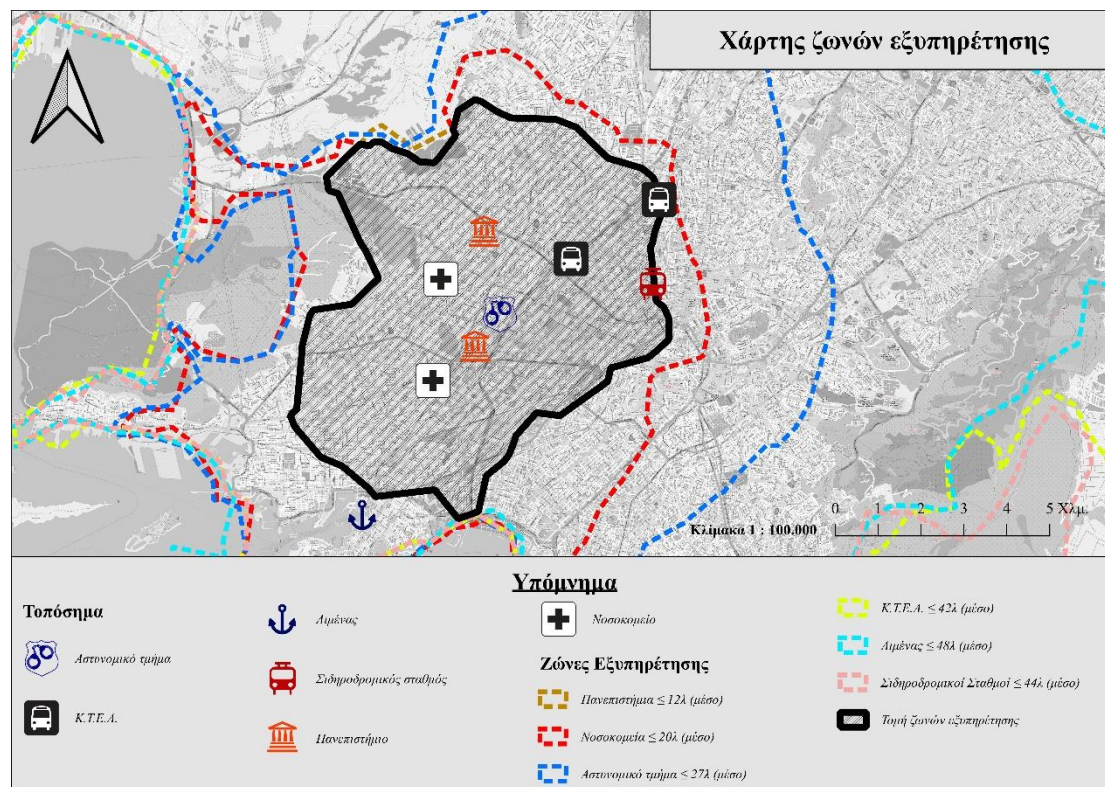 Χάρτης ζωνών εξυπηρέτησης
0 1 2 3 4 5 Χλμ.
Κλίμακα 1 : 100.000
Υπόμνημα
Τοπόσημα
Αστυνομικό τμήμα
Κ.Τ.Ε.Λ.
Λιμένας
Σιδηροδρομικός σταθμός
Πανεπιστήμιο
Νοσοκομείο
Ζώνες Εξυπηρέτησης
Πανεπιστήμια ≤ 12λ (μέσο)
Νοσοκομεία ≤ 20λ (μέσο)
Αστυνομικό τμήμα ≤ 27λ (μέσο)
Κ.Τ.Ε.Λ. ≤ 42λ (μέσο)
Λιμένας ≤ 48λ (μέσο)
Σιδηροδρομικοί Σταθμοί ≤ 44λ (μέσο)
Τομή ζωνών εξυπηρέτησης